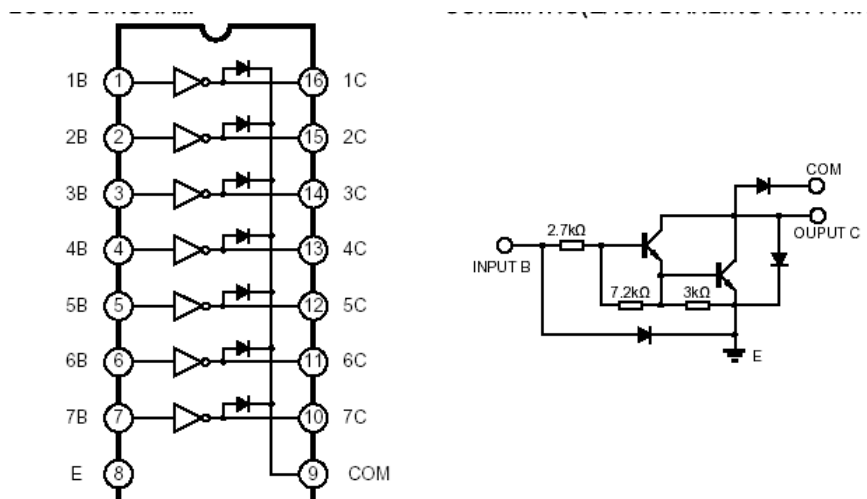 1B 1 16 1C
2B 2 15 2C
3B 3 14 3C
4B 4 13 4C
5B 5 12 5C
6B 6 11 6C
7B 7 10 7C
E 8 9 COM
COM
OUPUT C
2.7kΩ
INPUT B
7.2kΩ 3kΩ
E